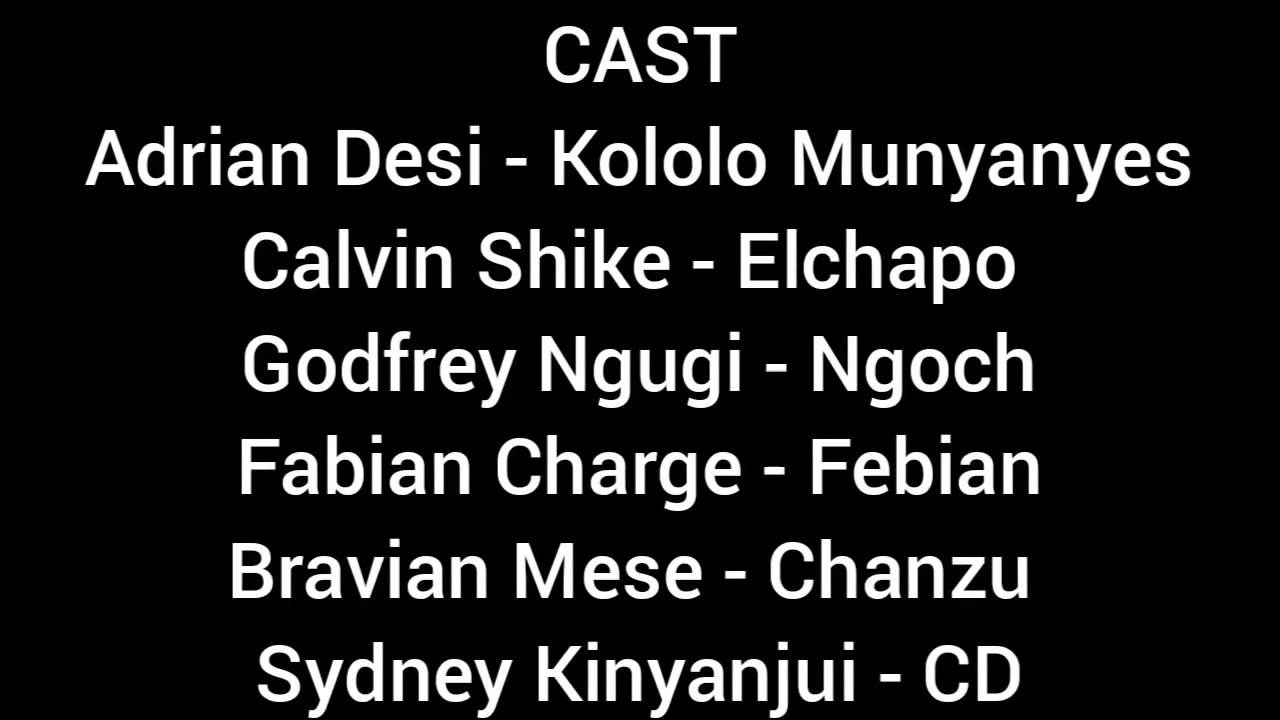 CAST
Adrian Desi - Kololo Munyanyes
Calvin Shike - Elchapo
Godfrey Ngugi - Ngoch
Fabian Charge - Febian
Bravian Mese - Chanzu
Sydney Kinyanjui - CD